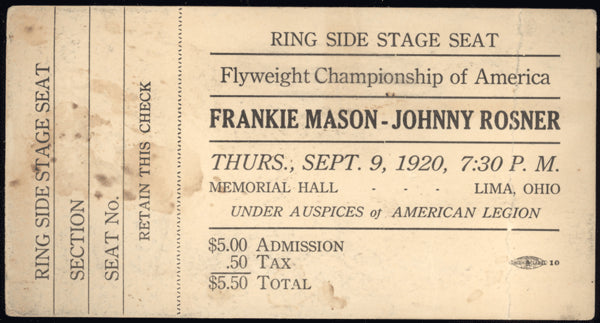 RING SIDE STAGE SEAT
SECTION
SEAT No.
RETAIN THIS CHECK
RING SIDE STAGE SEAT
Flyweight Championship of America
FRANKIE MASON - JOHNNY ROSNER
THURS., SEPT. 9, 1920, 7:30 P. M.
MEMORIAL HALL - - - LIMA, OHIO
UNDER AUSPICES of AMERICAN LEGION
$5.00 ADMISSION
.50 TAX
$5.50 TOTAL
10